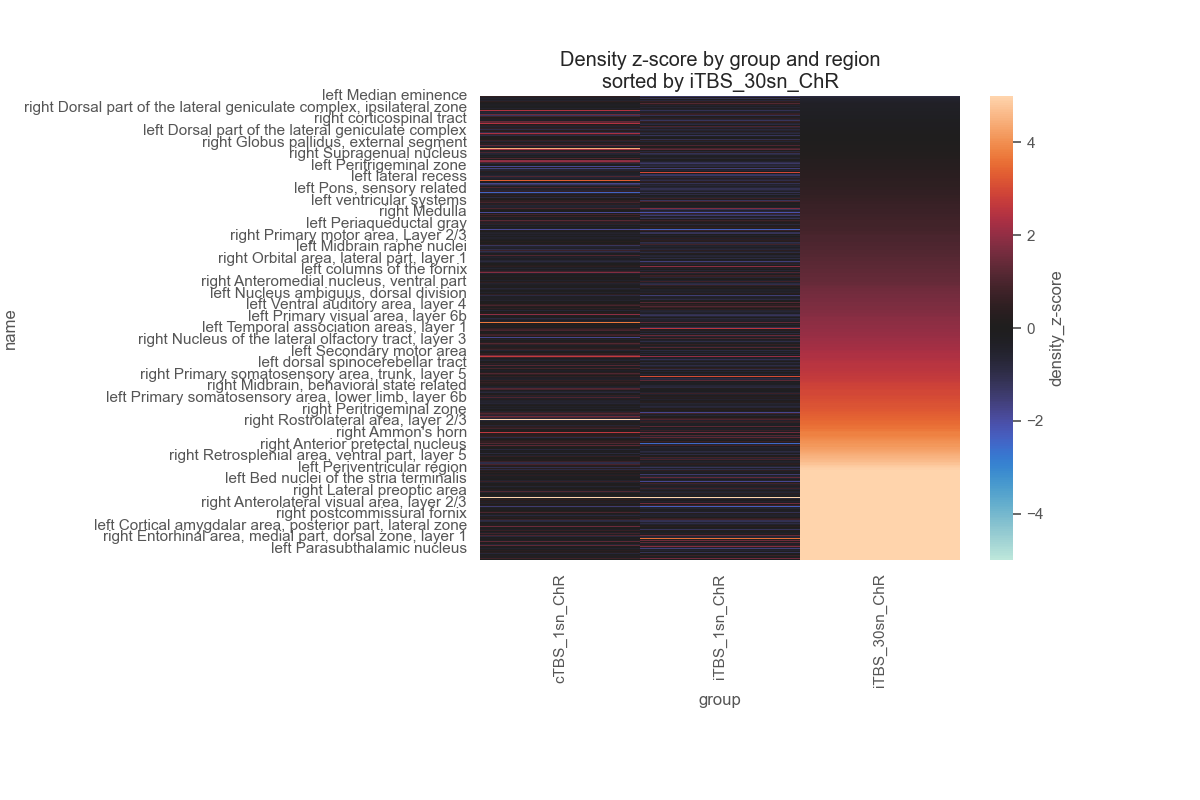 Density z-score by group and region
sorted by iTBS_30sn_ChR
left Median eminence
right Dorsal part of the lateral geniculate complex, ipsilateral zone
right corticospinal tract
left Dorsal part of the lateral geniculate complex
right Globus pallidus, external segment
right Supragenual nucleus
left Peritrigeminal zone
left lateral recess
left Pons, sensory related
left ventricular systems
right Medulla
left Periaqueductal gray
right Primary motor area, Layer 2/3
left Midbrain raphe nuclei
right Orbital area, lateral part, layer 1
left columns of the fornix
right Anteromedial nucleus, ventral part
left Nucleus ambiguus, dorsal division
left Ventral auditory area, layer 4
left Primary visual area, layer 6b
left Temporal association areas, layer 1
right Nucleus of the lateral olfactory tract, layer 3
left Secondary motor area
left dorsal spinocerebellar tract
right Primary somatosensory area, trunk, layer 5
right Midbrain, behavioral state related
left Primary somatosensory area, lower limb, layer 6b
right Peritrigeminal zone
right Rostrolateral area, layer 2/3
right Ammon's horn
right Anterior pretectal nucleus
right Retrosplenial area, ventral part, layer 5
left Periventricular region
left Bed nuclei of the stria terminalis
right Lateral preoptic area
right Anterolateral visual area, layer 2/3
right postcommissural fornix
left Cortical amygdalar area, posterior part, lateral zone
right Entorhinal area, medial part, dorsal zone, layer 1
left Parasubthalamic nucleus
name
cTBS_1sn_ChR
iTBS_1sn_ChR
iTBS_30sn_ChR
group
4
2
0
−2
−4
density_z-score